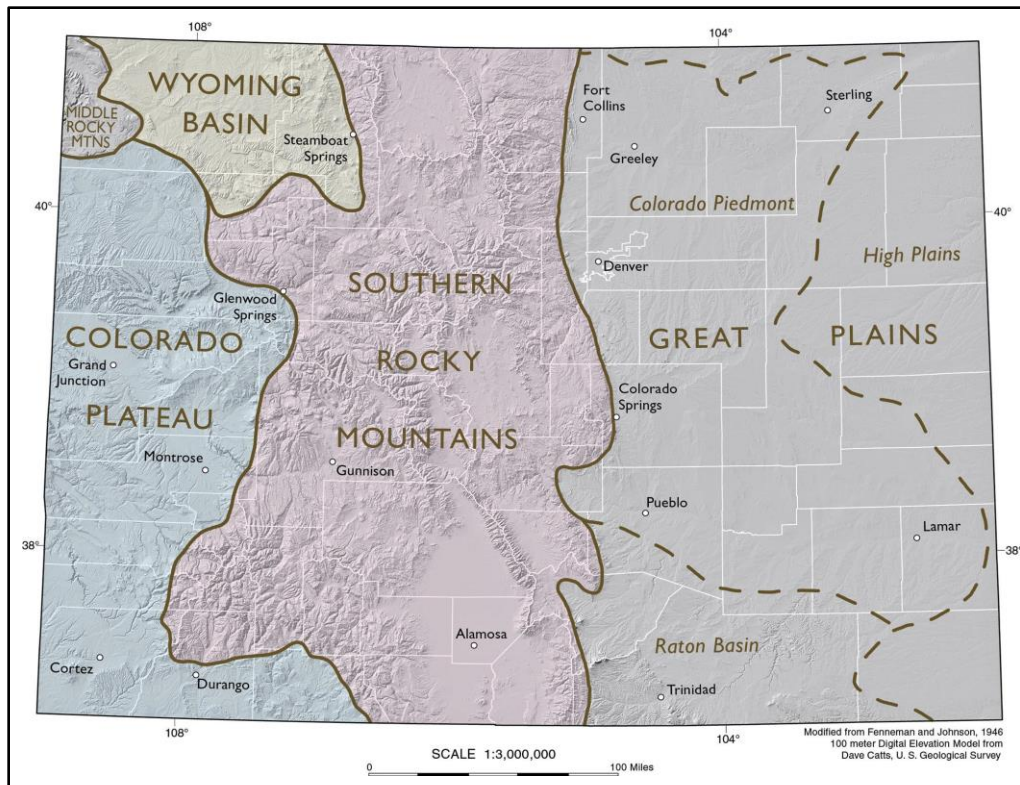 108°
104°
WYOMING
BASIN
MIDDLE
ROCKY
MTNS
Steamboat
Springs
Fort
Collins
Sterling
Greeley
40°
Colorado Piedmont
40°
High Plains
Denver
SOUTHERN
Glenwood
Springs
COLORADO
GREAT
PLAINS
Grand
Junction
ROCKY
Colorado
Springs
PLATEAU
MOUNTAINS
Montrose
Gunnison
Pueblo
Lamar
38°
38°
Alamosa
Raton Basin
Cortez
Durango
Trinidad
108°
104°
Modified from Fenneman and Johnson, 1946
100 meter Digital Elevation Model from
Dave Catts, U. S. Geological Survey
SCALE 1:3,000,000
0
100 Miles